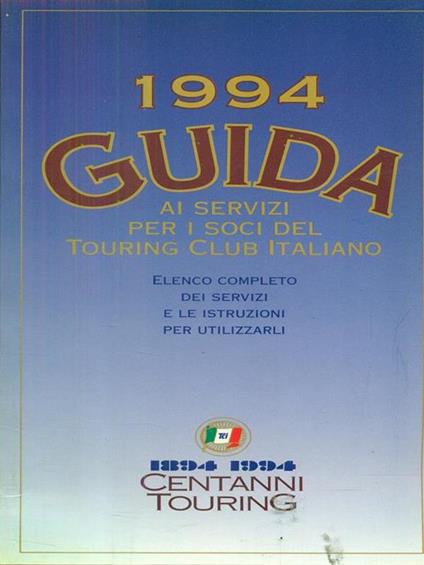 1994
GUIDA
AI SERVIZI
PER I SOCI DEL
TOURING CLUB ITALIANO
ELENCO COMPLETO
DEI SERVIZI
E LE ISTRUZIONI
PER UTILIZZARLI
TCI
1894 1994
CENTANNI
TOURING